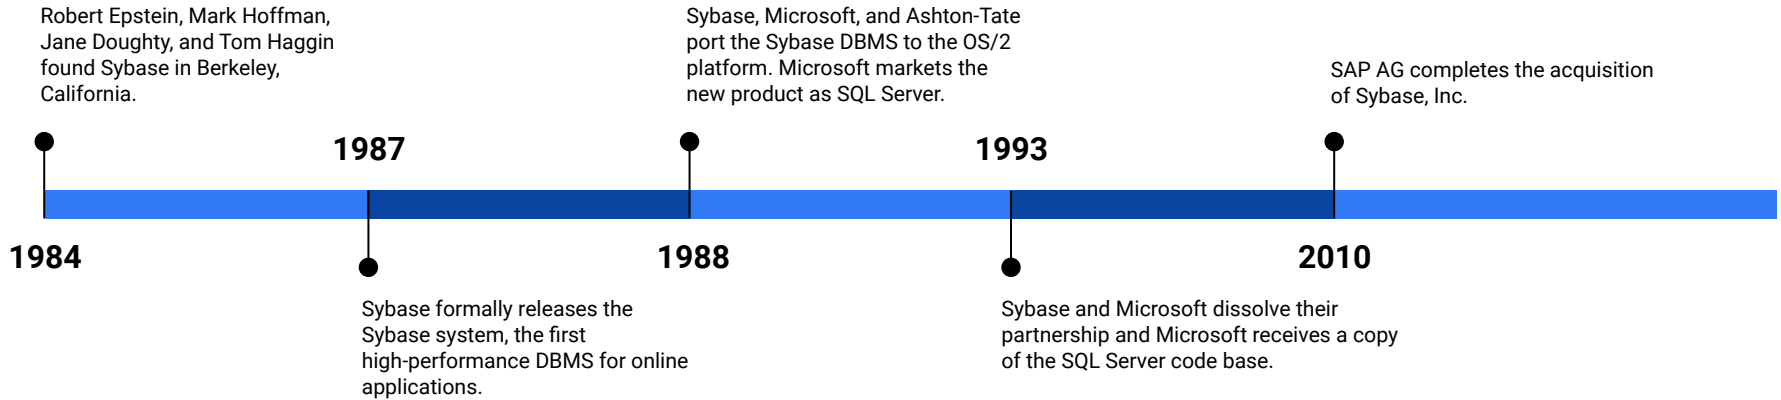 Robert Epstein, Mark Hoffman,
Jane Doughty, and Tom Haggin
found Sybase in Berkeley,
California.
1984
1987
Sybase formally releases the
Sybase system, the first
high-performance DBMS for online
applications.
Sybase, Microsoft, and Ashton-Tate
port the Sybase DBMS to the OS/2
platform. Microsoft markets the
new product as SQL Server.
1988
1993
Sybase and Microsoft dissolve their
partnership and Microsoft receives a copy
of the SQL Server code base.
SAP AG completes the acquisition
of Sybase, Inc.
2010